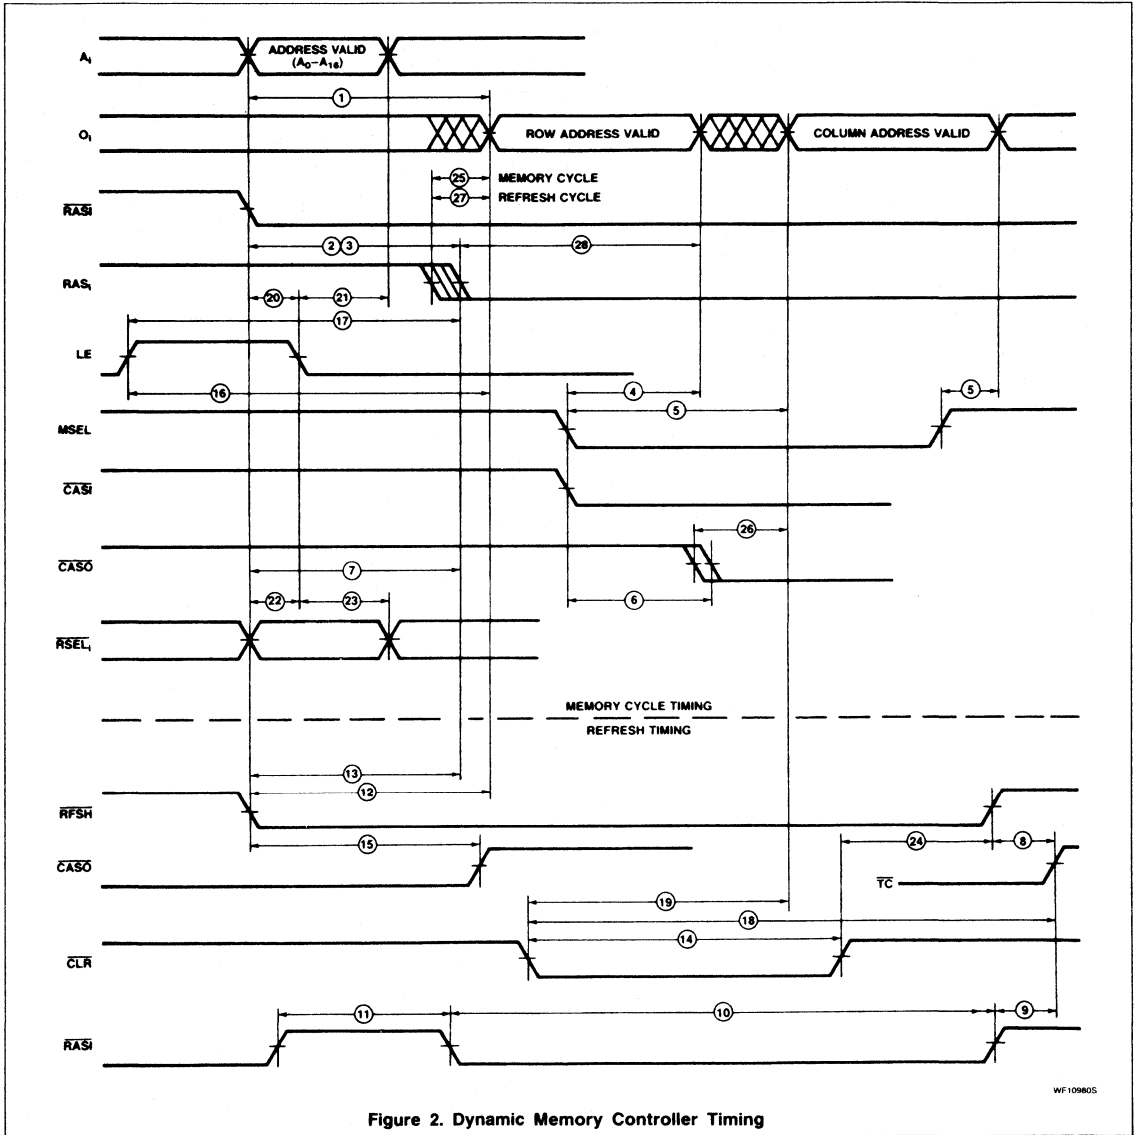 Aᵢ
ADDRESS VALID
(A₀–A₁₆)
1
Oᵢ
ROW ADDRESS VALID
COLUMN ADDRESS VALID
25 MEMORY CYCLE
27 REFRESH CYCLE
RASI
2 3
28
RASᵢ
20
21
17
LE
16
4
5
5
MSEL
CASI
26
CASO
7
6
22
23
RSELᵢ
MEMORY CYCLE TIMING
REFRESH TIMING
13
12
RFSH
15
24
8
CASO
TC
19
18
14
CLR
11
10
9
RASI
WF10980S
Figure 2. Dynamic Memory Controller Timing